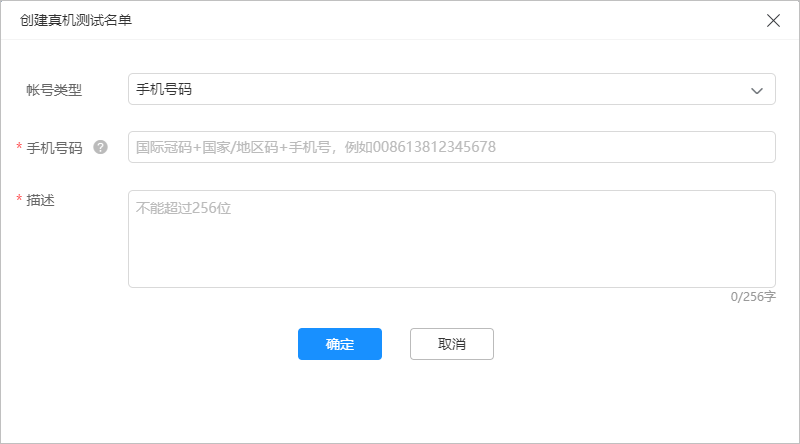 创建真机测试名单
帐号类型
手机号码
* 手机号码 ?
国际冠码+国家/地区码+手机号，例如008613812345678
* 描述
不能超过256位
0/256字
确定
取消